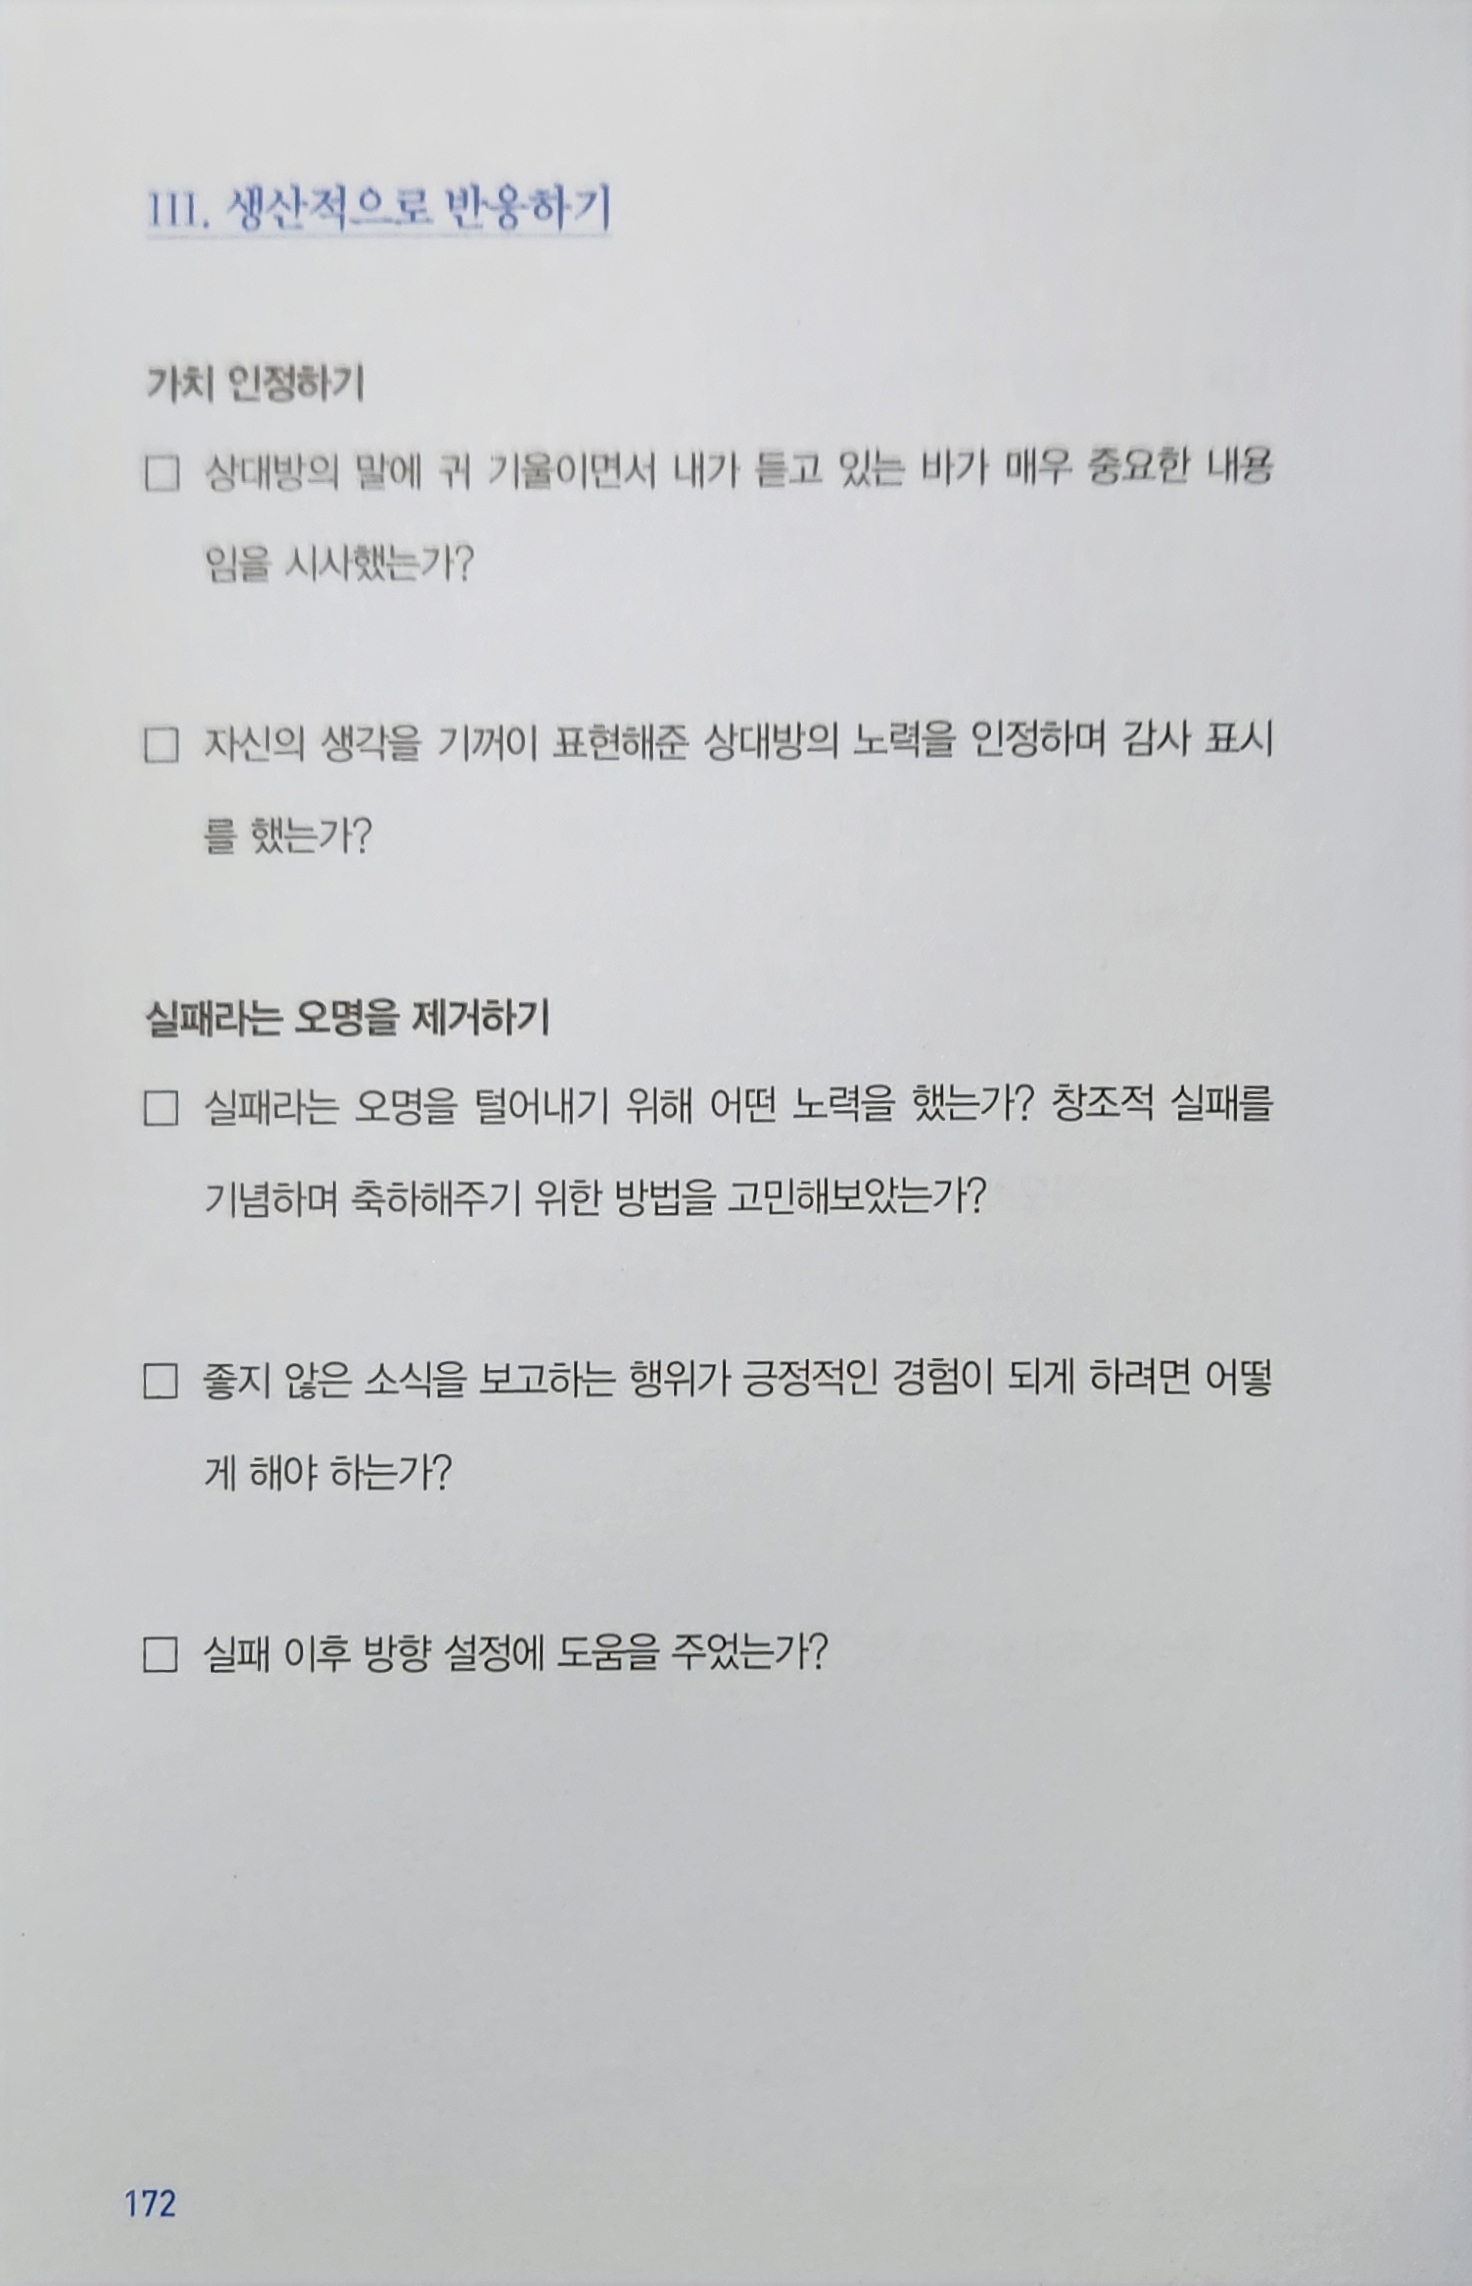 III. 생산적으로 반응하기
가치 인정하기
□ 상대방의 말에 귀 기울이면서 내가 듣고 있는 바가 매우 중요한 내용
임을 시사했는가?
□ 자신의 생각을 기꺼이 표현해준 상대방의 노력을 인정하며 감사 표시
를 했는가?
실패라는 오명을 제거하기
□ 실패라는 오명을 털어내기 위해 어떤 노력을 했는가? 창조적 실패를
기념하며 축하해주기 위한 방법을 고민해보았는가?
□ 좋지 않은 소식을 보고하는 행위가 긍정적인 경험이 되게 하려면 어떻
게 해야 하는가?
□ 실패 이후 방향 설정에 도움을 주었는가?
172